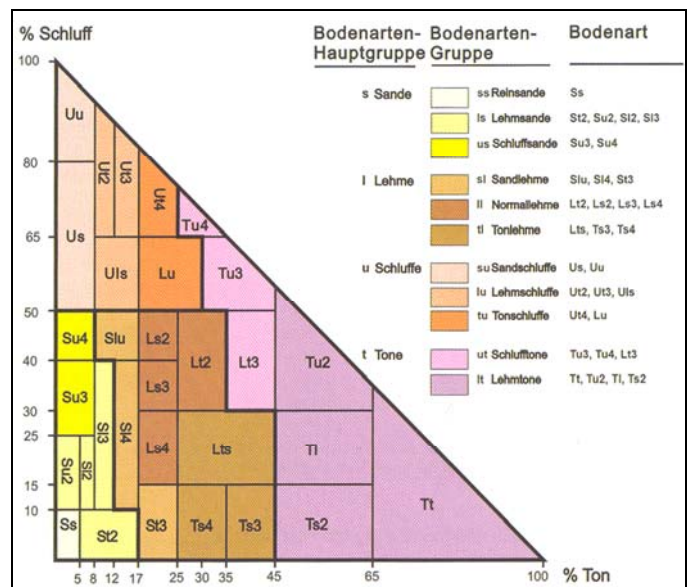 % Schluff
Bodenarten-
Hauptgruppe
Bodenarten-
Gruppe
Bodenart
s Sande
ss Reinsande
Ss
ls Lehmsande
St2, Su2, Sl2, Sl3
us Schluffsande
Su3, Su4
l Lehme
sl Sandlehme
Slu, Sl4, St3
ll Normallehme
Lt2, Ls2, Ls3, Ls4
tl Tonlehme
Lts, Ts3, Ts4
u Schluffe
su Sandschluffe
Us, Uu
lu Lehmschluffe
Ut2, Ut3, Uls
tu Tonschluffe
Ut4, Lu
t Tone
ut Schlufftone
Tu3, Tu4, Lt3
lt Lehmtone
Tt, Tu2, Tl, Ts2
100
80
65
50
40
30
25
15
10
Uu
Ut2
Ut3
Ut4
Tu4
Us
Uls
Lu
Tu3
Su4
Slu
Ls2
Lt2
Lt3
Tu2
Su3
Sl3
Sl4
Ls3
Su2
Sl2
Ls4
Lts
Tl
Ss
St2
St3
Ts4
Ts3
Ts2
Tt
5 8 12 17 25 30 35 45 65 100
% Ton